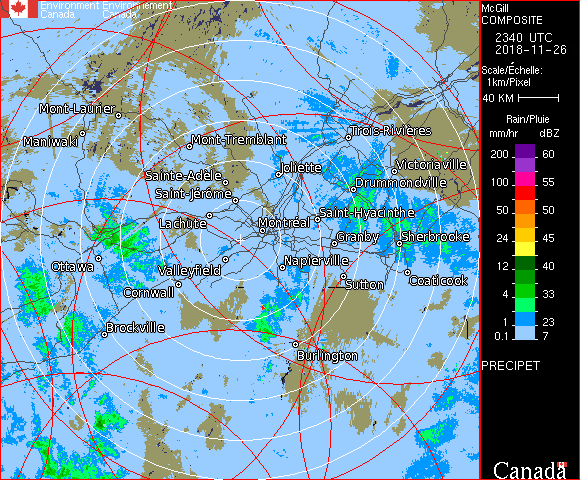 Environment Environnement
Canada Canada
McGill
COMPOSITE
2340 UTC
2018-11-26
Scale/Échelle:
1km/Pixel
40 KM
Rain/Pluie
mm/hr dBZ
200 60
150 55
100 55
50 50
24 45
12 40
4 33
1 23
0.1 7
PRECIPET
Canada
Mont-Laurier
Maniwaki
Mont-Tremblant
Trois-Rivières
Joliette
Victoriaville
Sainte-Adèle
Drummondville
Saint-Jérôme
Lachute
Saint-Hyacinthe
Montréal
Granby
Sherbrooke
Ottawa
Valleyfield
Napierville
Sutton
Coaticook
Cornwall
Brockville
Burlington